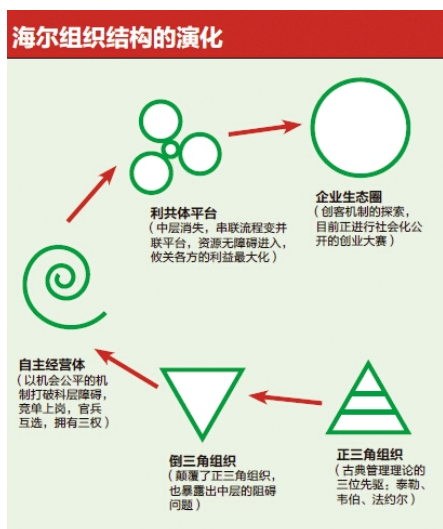 海尔组织结构的演化
利共体平台
（中层消失，串联流程变并
联平台，资源无障碍进入，
攸关各方的利益最大化）
企业生态圈
（创客机制的探索，
目前正进行社会化公
开的创业大赛）
自主经营体
（以机会公平的机
制打破科层障碍，
竞单上岗，官兵
互选，拥有三权）
倒三角组织
（颠覆了正三角组织，
也暴露出中层的阻碍
问题）
正三角组织
（古典管理理论的
三位先驱：泰勒、
韦伯、法约尔）